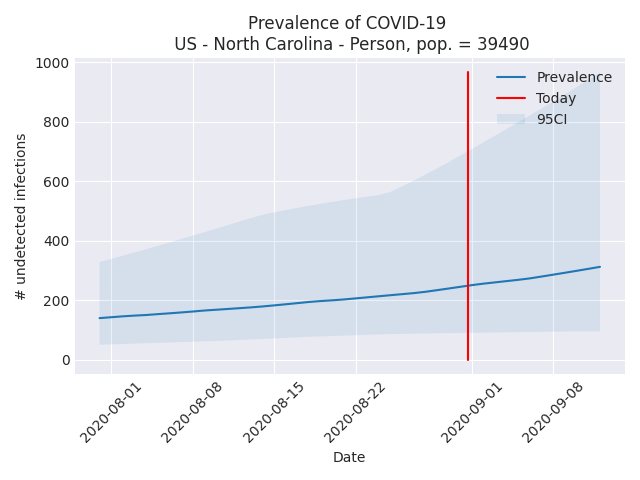 Prevalence of COVID-19
US - North Carolina - Person, pop. = 39490
1000
800
600
400
200
0
# undetected infections
Prevalence
Today
95CI
2020-08-01
2020-08-08
2020-08-15
2020-08-22
2020-09-01
2020-09-08
Date